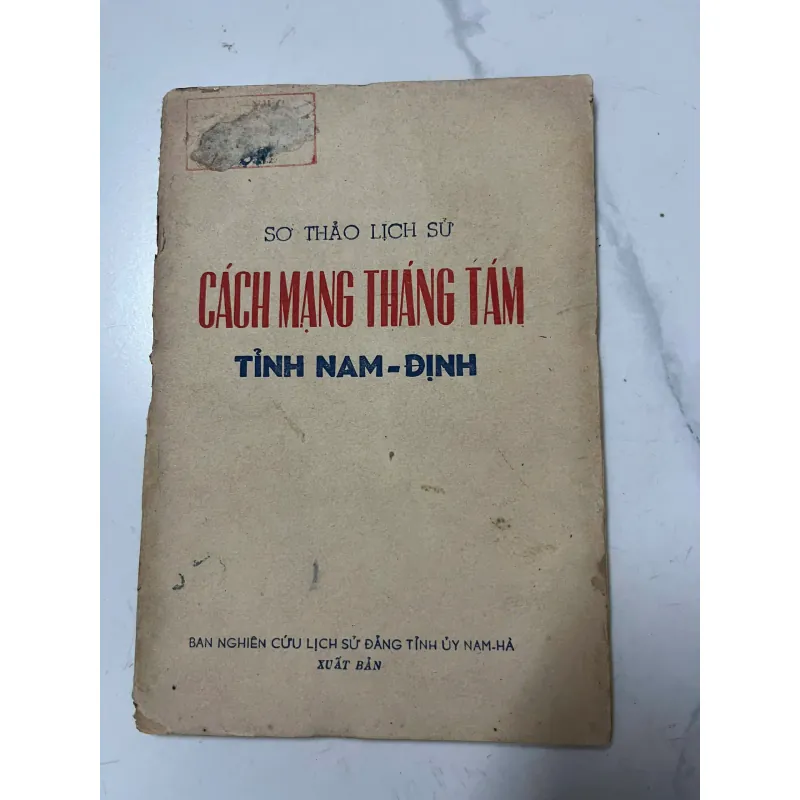 SƠ THẢO LỊCH SỬ
CÁCH MẠNG THÁNG TÁM
TỈNH NAM-ĐỊNH
BAN NGHIÊN CỨU LỊCH SỬ ĐẢNG TỈNH ỦY NAM-HÀ
XUẤT BẢN